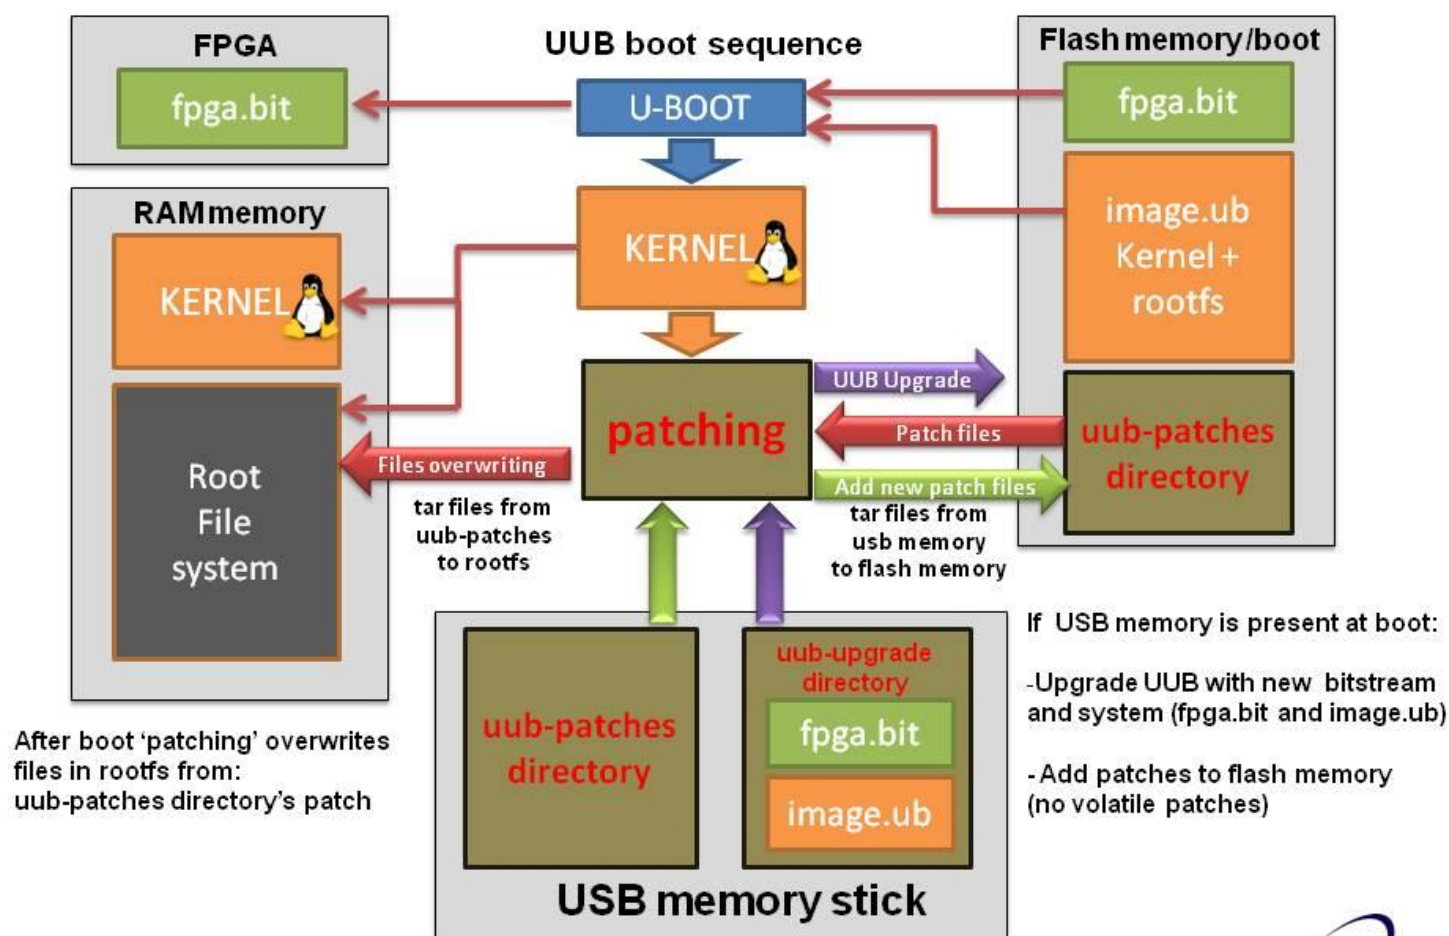 FPGA
fpga.bit
UUB boot sequence
U-BOOT
KERNEL
patching
Flash memory/boot
fpga.bit
image.ub
Kernel +
rootfs
uub-patches
directory
RAM memory
KERNEL
Root
File
system
UUB Upgrade
Patch files
Add new patch files
tar files from
usb memory
to flash memory
Files overwriting
tar files from
uub-patches
to rootfs
uub-patches
directory
uub-upgrade
directory
fpga.bit
image.ub
USB memory stick
After boot ‘patching’ overwrites
files in rootfs from:
uub-patches directory’s patch
If USB memory is present at boot:
-Upgrade UUB with new bitstream
and system (fpga.bit and image.ub)
- Add patches to flash memory
(no volatile patches)